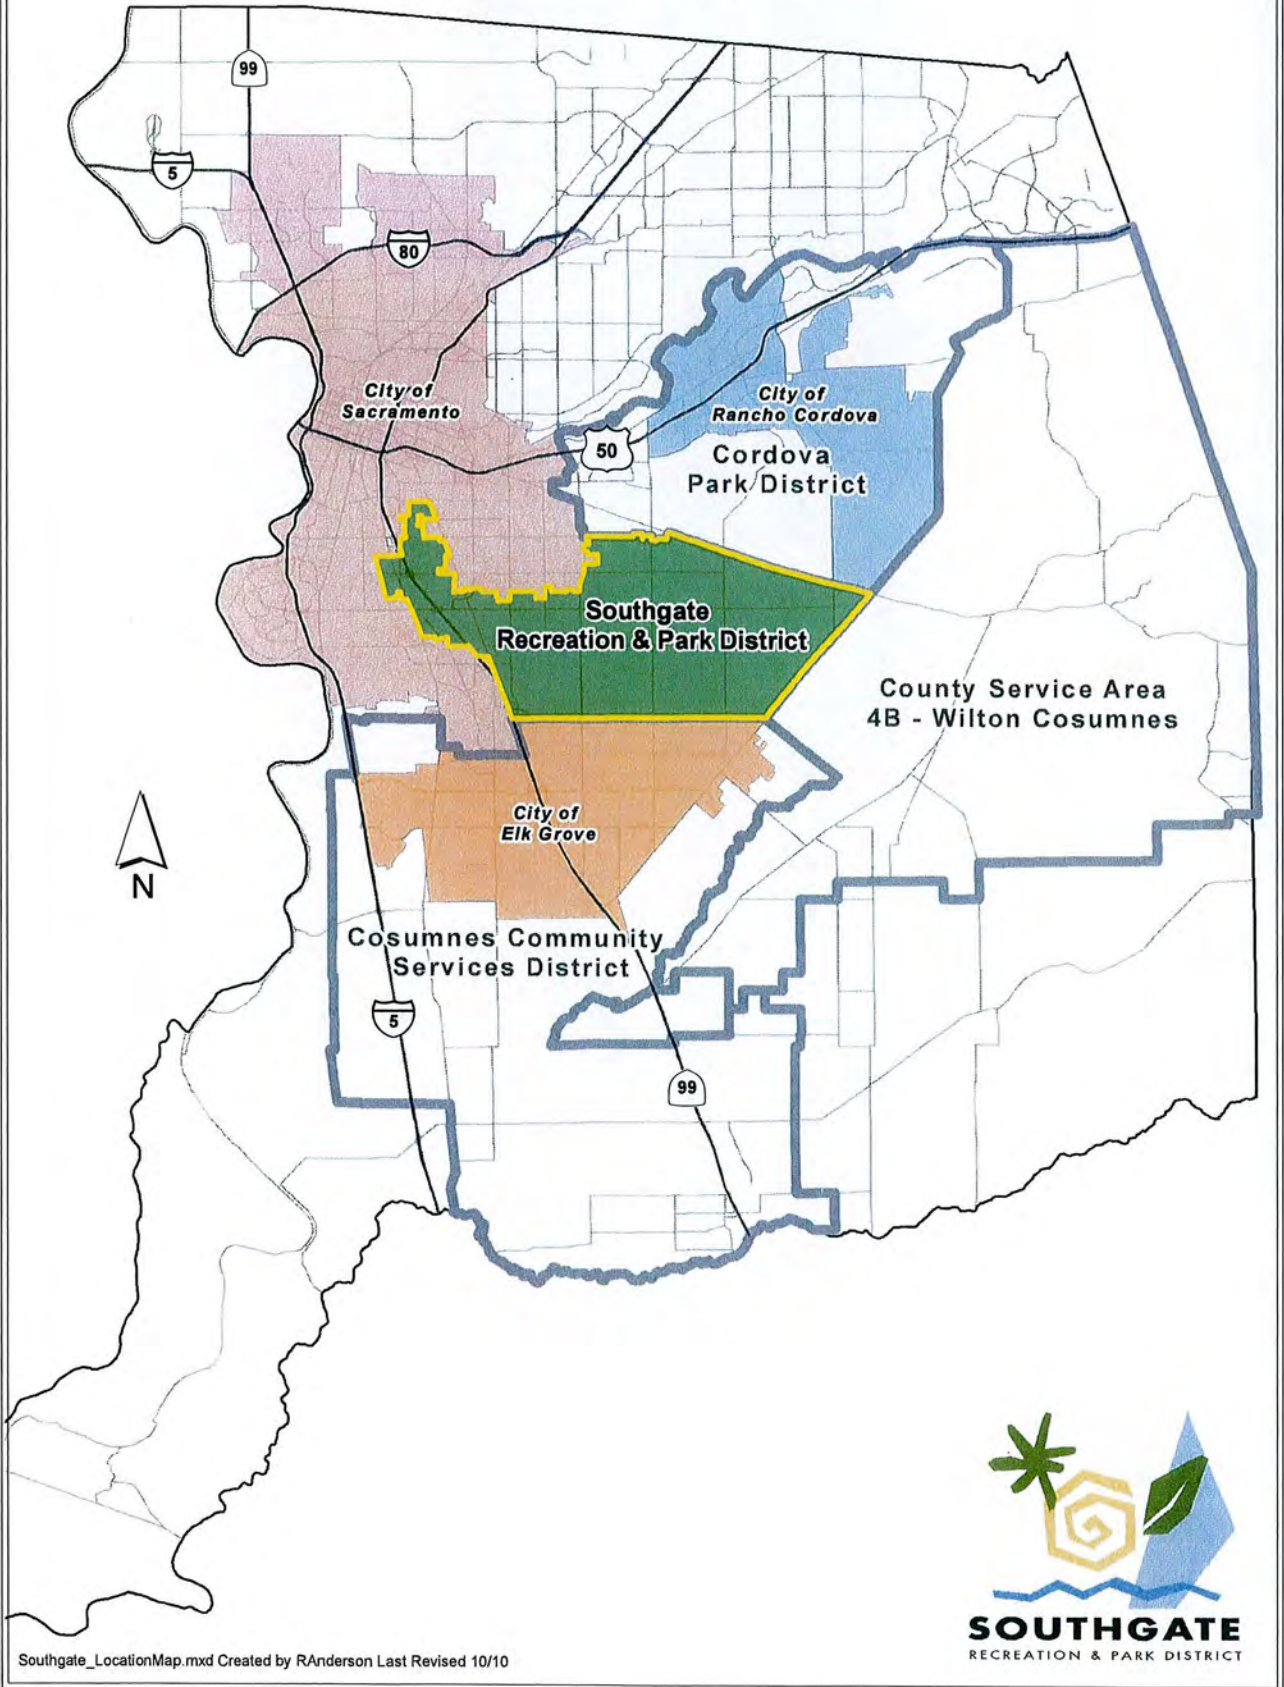 99
5
80
City of
Sacramento
City of
Rancho Cordova
50
Cordova
Park District
Southgate
Recreation & Park District
County Service Area
4B - Wilton Cosumnes
City of
Elk Grove
N
Cosumnes Community
Services District
5
99
SOUTHGATE
RECREATION & PARK DISTRICT
Southgate_LocationMap.mxd Created by RAnderson Last Revised 10/10